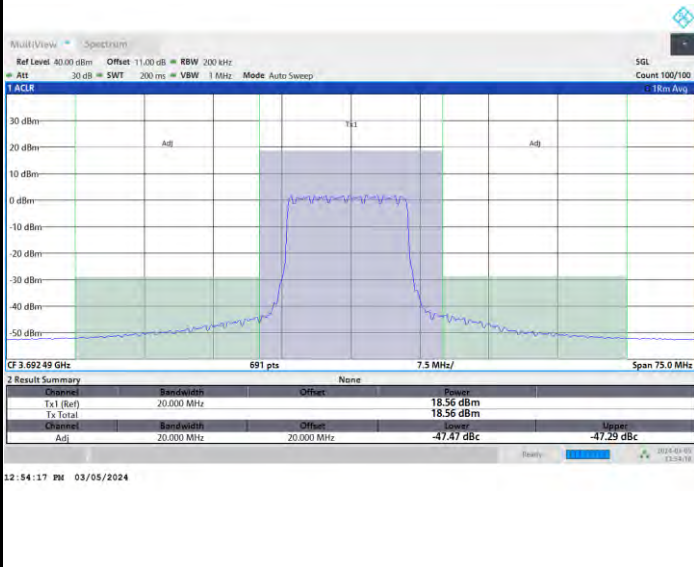 MultiView Spectrum
Ref Level 40.00 dBm Offset 11.00 dB RBW 200 kHz SGL
Att 30 dB SWT 200 ms VBW 1 MHz Mode Auto Sweep Count 100/100
1 ACLR 1Rm Avg
30 dBm
Tx1
Adj Adj
20 dBm
10 dBm
0 dBm
-10 dBm
-20 dBm
-30 dBm
-40 dBm
-50 dBm
CF 3.692 49 GHz 691 pts 7.5 MHz/ Span 75.0 MHz
2 Result Summary None
Channel Bandwidth Offset Power
Tx1 (Ref) 20.000 MHz 18.56 dBm
Tx Total 18.56 dBm
Channel Bandwidth Offset Lower Upper
Adj 20.000 MHz 20.000 MHz -47.47 dBc -47.29 dBc
Ready
12:54:17 PM 03/05/2024